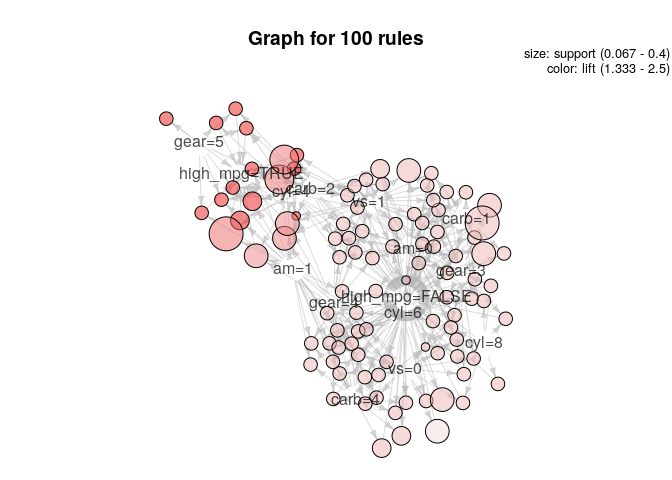 Graph for 100 rules
size: support (0.067 - 0.4)
color: lift (1.333 - 2.5)
gear=5
high_mpg=TRUE
cyl=4
carb=2
vs=1
carb=1
am=0
am=1
gear=3
high_mpg=FALSE
gear=4
cyl=6
cyl=8
vs=0
carb=4